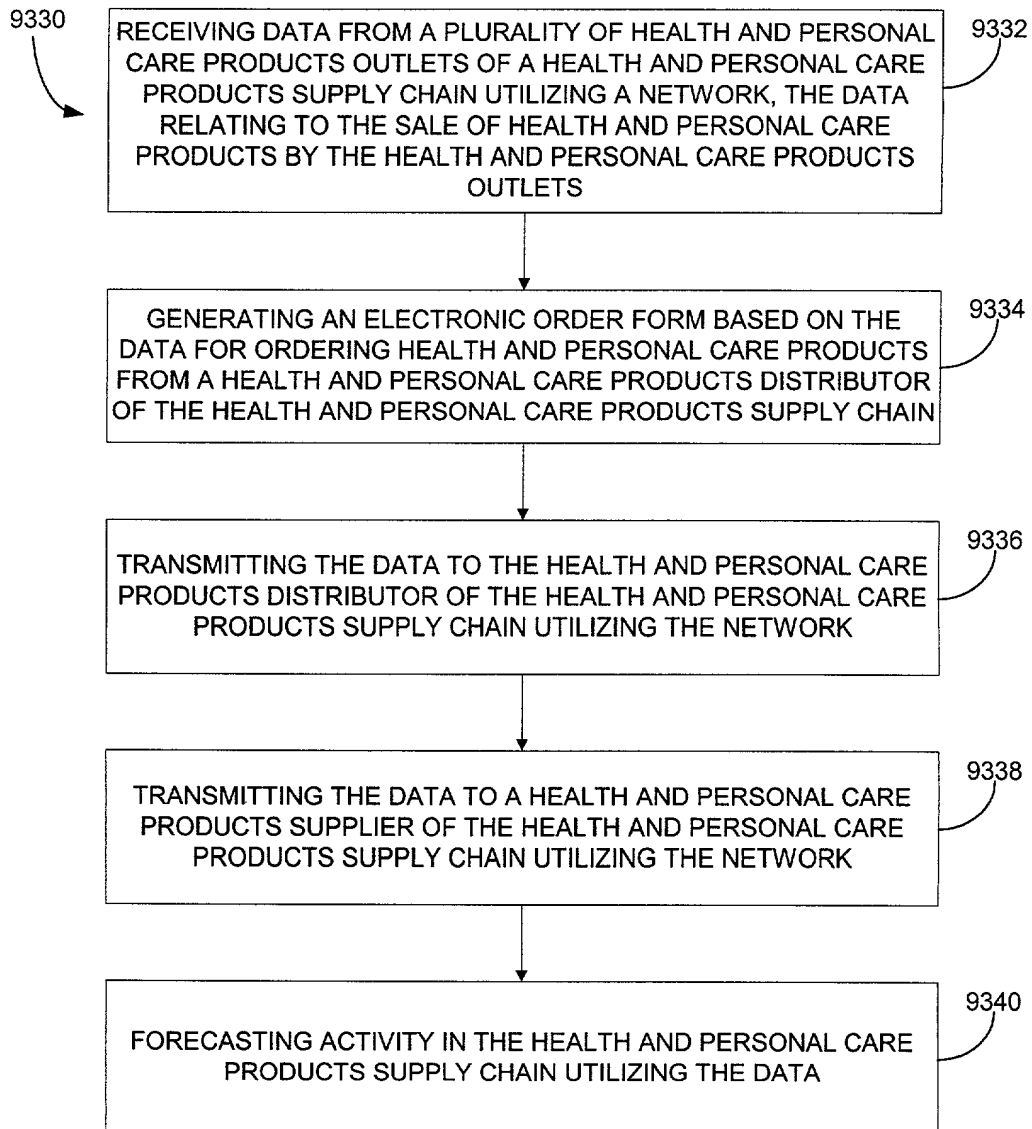 9330
RECEIVING DATA FROM A PLURALITY OF HEALTH AND PERSONAL
CARE PRODUCTS OUTLETS OF A HEALTH AND PERSONAL CARE
PRODUCTS SUPPLY CHAIN UTILIZING A NETWORK, THE DATA
RELATING TO THE SALE OF HEALTH AND PERSONAL CARE
PRODUCTS BY THE HEALTH AND PERSONAL CARE PRODUCTS
OUTLETS
9332
GENERATING AN ELECTRONIC ORDER FORM BASED ON THE
DATA FOR ORDERING HEALTH AND PERSONAL CARE PRODUCTS
FROM A HEALTH AND PERSONAL CARE PRODUCTS DISTRIBUTOR
OF THE HEALTH AND PERSONAL CARE PRODUCTS SUPPLY CHAIN
9334
TRANSMITTING THE DATA TO THE HEALTH AND PERSONAL CARE
PRODUCTS DISTRIBUTOR OF THE HEALTH AND PERSONAL CARE
PRODUCTS SUPPLY CHAIN UTILIZING THE NETWORK
9336
TRANSMITTING THE DATA TO A HEALTH AND PERSONAL CARE
PRODUCTS SUPPLIER OF THE HEALTH AND PERSONAL CARE
PRODUCTS SUPPLY CHAIN UTILIZING THE NETWORK
9338
FORECASTING ACTIVITY IN THE HEALTH AND PERSONAL CARE
PRODUCTS SUPPLY CHAIN UTILIZING THE DATA
9340